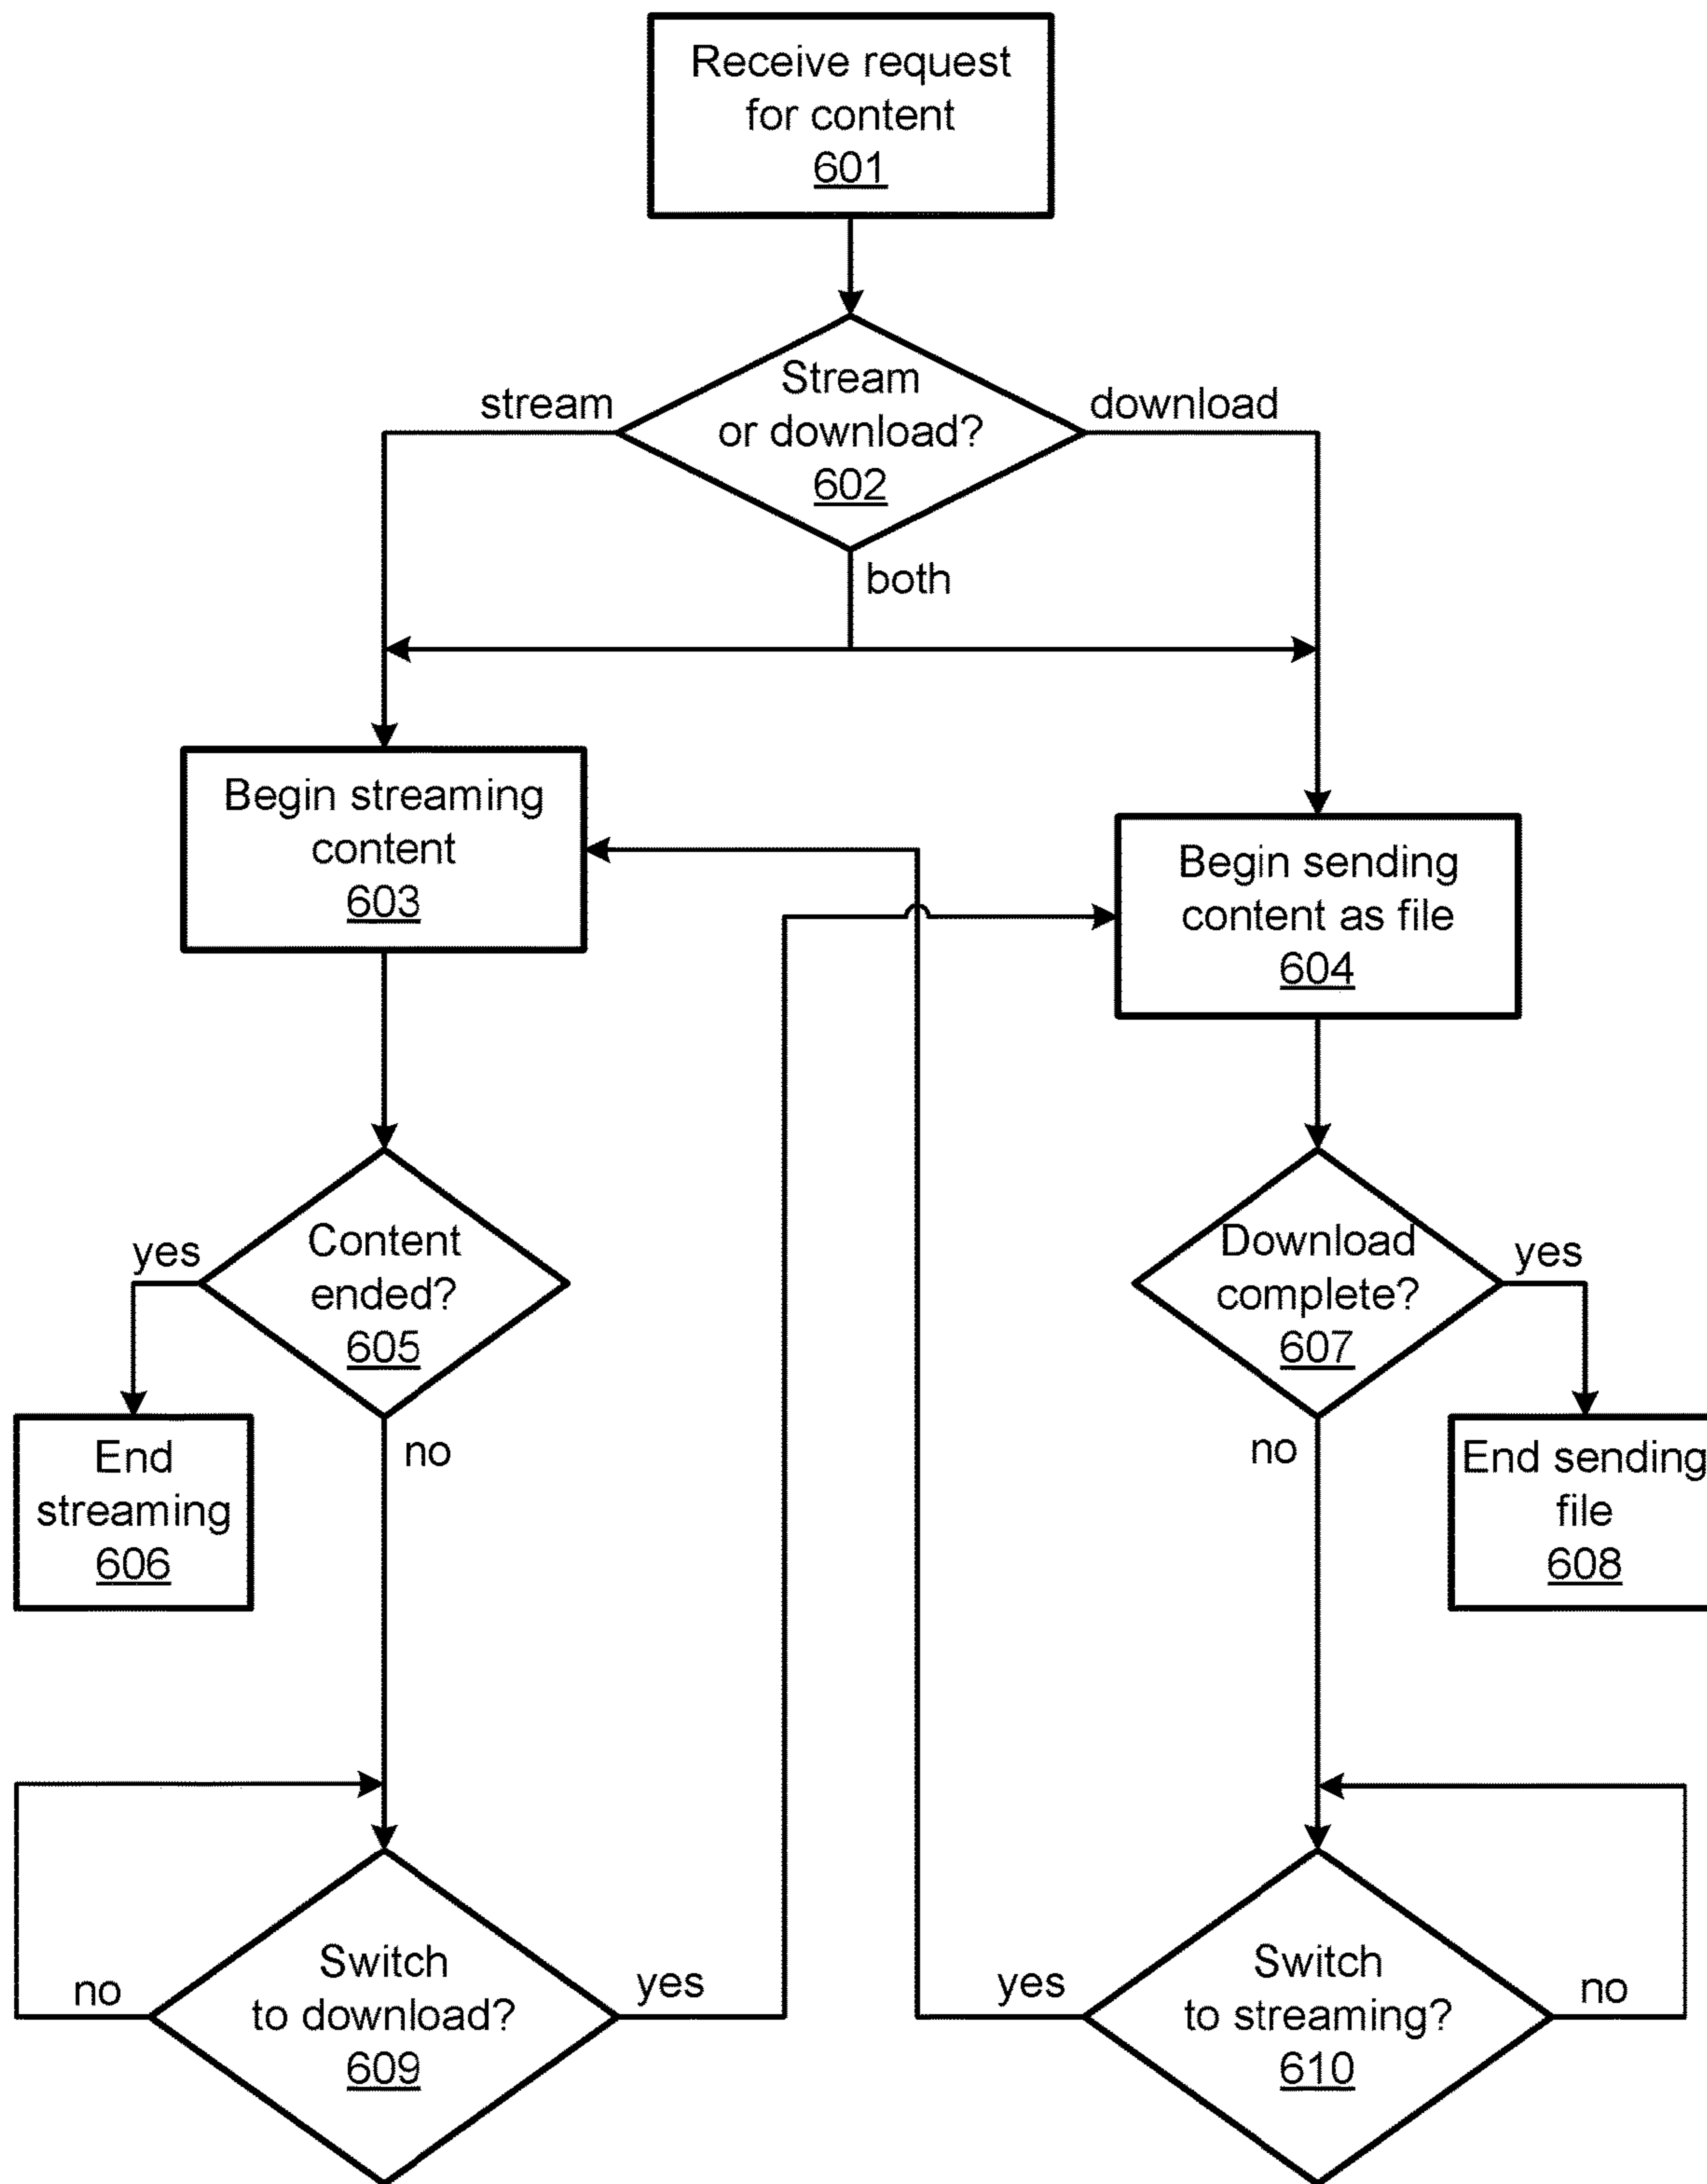 Receive request
for content
601
Stream
or download?
602
stream
download
both
Begin streaming
content
603
Begin sending
content as file
604
Content
ended?
605
yes
no
Download
complete?
607
yes
no
End
streaming
606
End sending
file
608
Switch
to download?
609
no
yes
Switch
to streaming?
610
yes
no